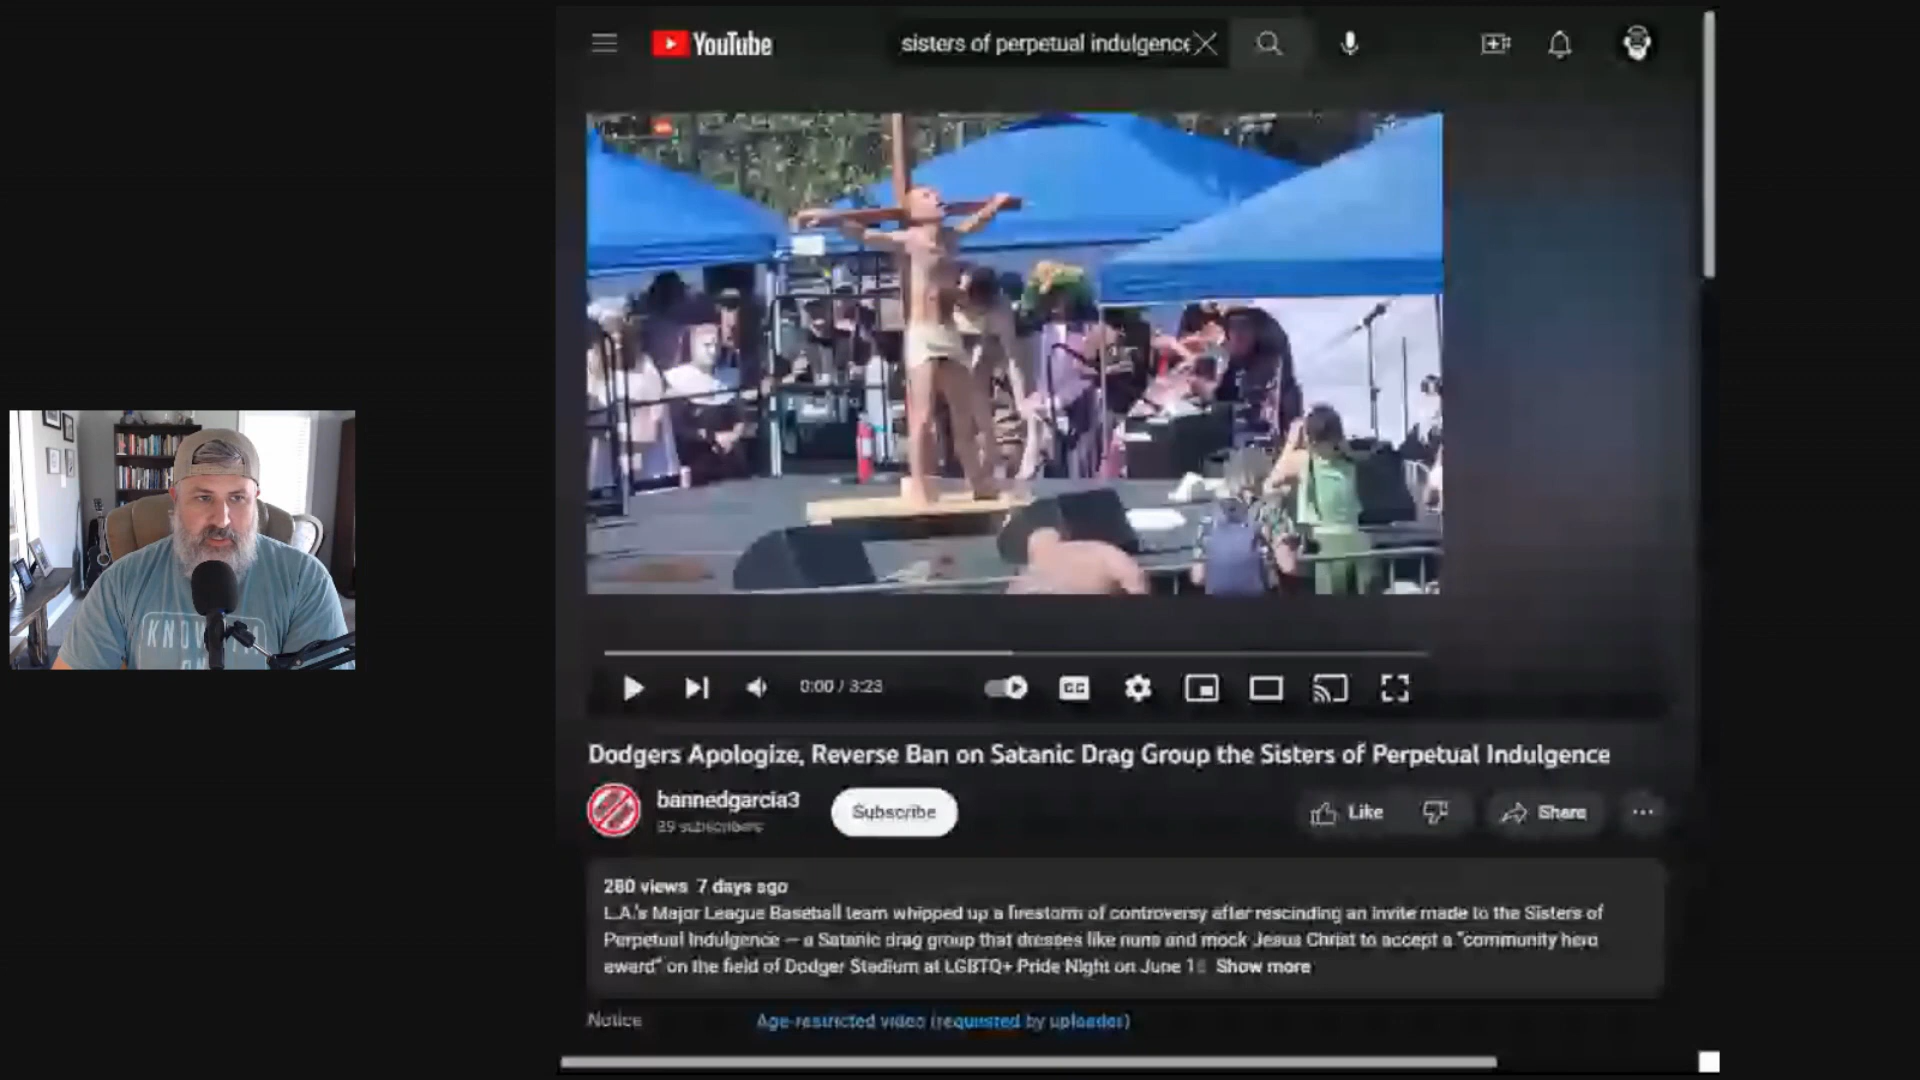 YouTube
sisters of perpetual indulgence
0:00 / 3:23
CC
Dodgers Apologize, Reverse Ban on Satanic Drag Group the Sisters of Perpetual Indulgence
bannedgarcia3
Subscribe
Like
Share
...
280 views 7 days ago
L.A.'s Major League Baseball team whipped up a firestorm of controversy after rescinding an invite made to the Sisters of
Perpetual Indulgence — a Satanic drag group that dresses like nuns and mock Jesus Christ to accept a "community hero
award" on the field of Dodger Stadium at LGBTQ+ Pride Night on June Show more
Notice
Age-restricted video (requested by uploader)